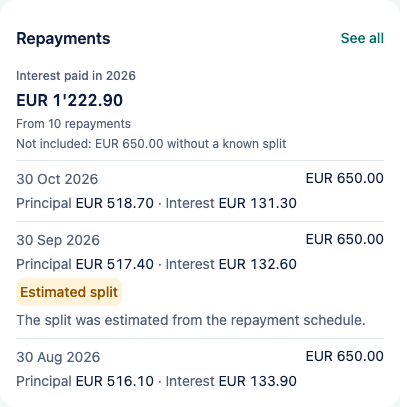 Repayments
See all
Interest paid in 2026
EUR 1'222.90
From 10 repayments
Not included: EUR 650.00 without a known split
30 Oct 2026 EUR 650.00
Principal EUR 518.70 · Interest EUR 131.30
30 Sep 2026 EUR 650.00
Principal EUR 517.40 · Interest EUR 132.60
Estimated split
The split was estimated from the repayment schedule.
30 Aug 2026 EUR 650.00
Principal EUR 516.10 · Interest EUR 133.90